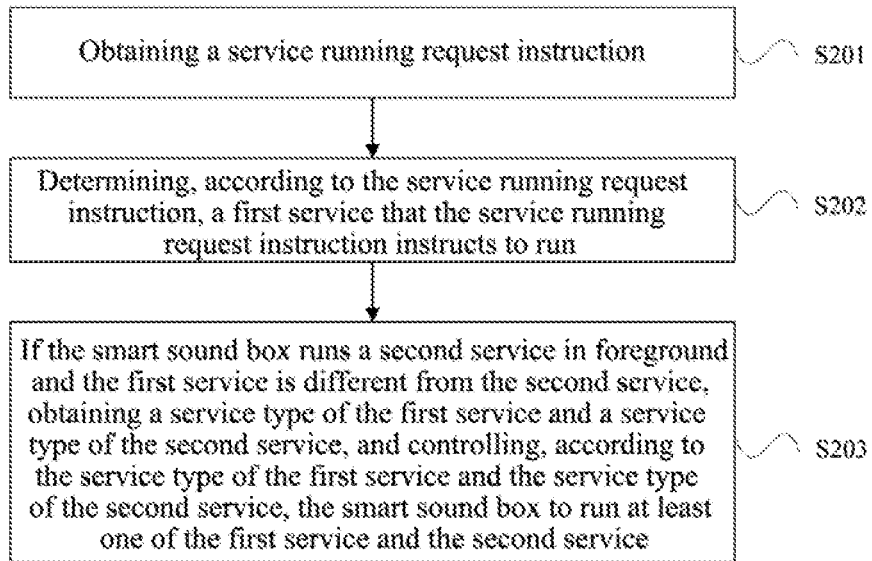 Obtaining a service running request instruction
S201
Determining, according to the service running request
instruction, a first service that the service running
request instruction instructs to run
S202
If the smart sound box runs a second service in foreground
and the first service is different from the second service,
obtaining a service type of the first service and a service
type of the second service, and controlling, according to
the service type of the first service and the service type
of the second service, the smart sound box to run at least
one of the first service and the second service
S203